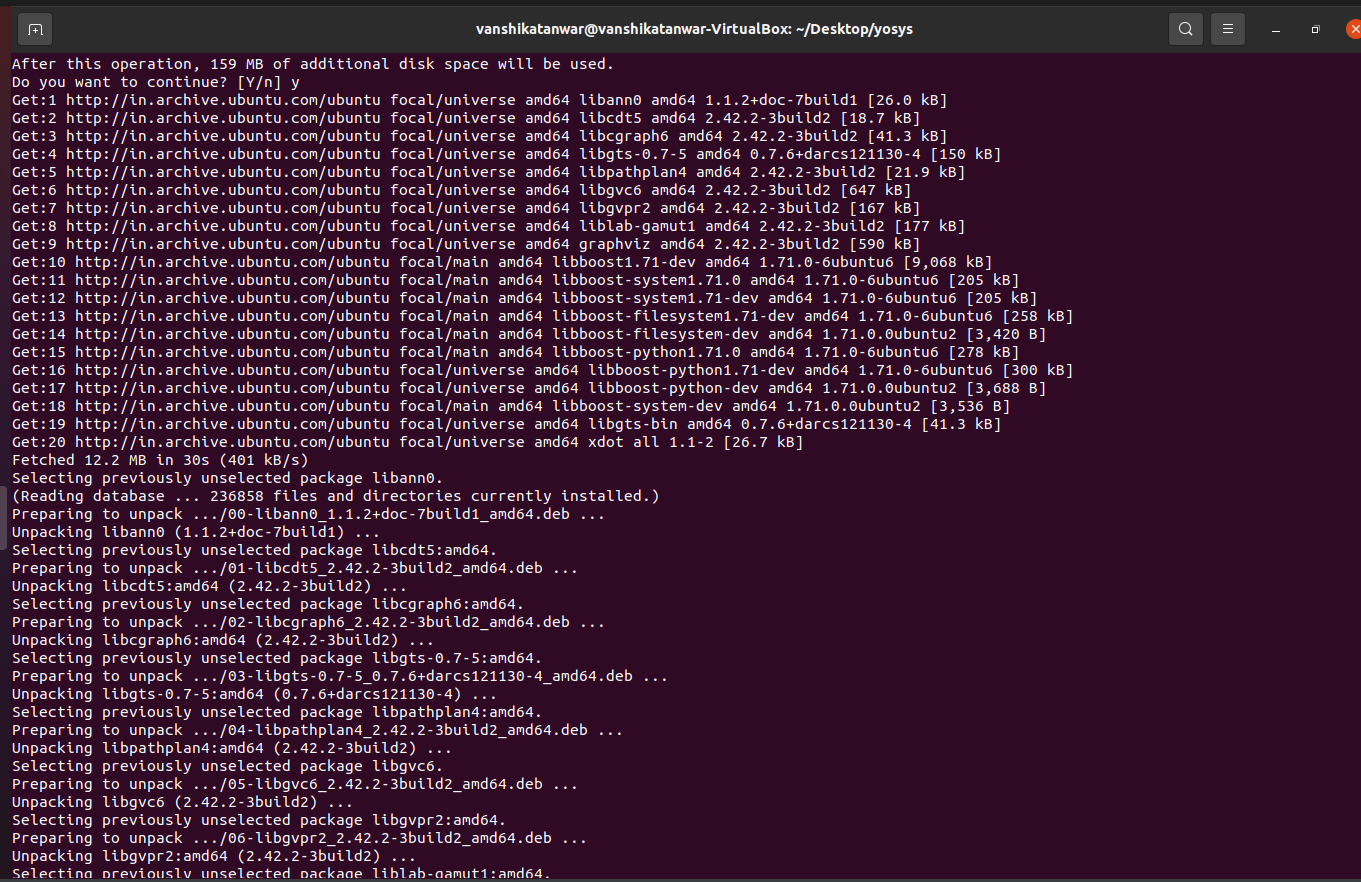 vanshikatanwar@vanshikatanwar-VirtualBox: ~/Desktop/yosys
After this operation, 159 MB of additional disk space will be used.
Do you want to continue? [Y/n] y
Get:1 http://in.archive.ubuntu.com/ubuntu focal/universe amd64 libann0 amd64 1.1.2+doc-7build1 [26.0 kB]
Get:2 http://in.archive.ubuntu.com/ubuntu focal/universe amd64 libcdt5 amd64 2.42.2-3build2 [18.7 kB]
Get:3 http://in.archive.ubuntu.com/ubuntu focal/universe amd64 libcgraph6 amd64 2.42.2-3build2 [41.3 kB]
Get:4 http://in.archive.ubuntu.com/ubuntu focal/universe amd64 libgts-0.7-5 amd64 0.7.6+darcs121130-4 [150 kB]
Get:5 http://in.archive.ubuntu.com/ubuntu focal/universe amd64 libpathplan4 amd64 2.42.2-3build2 [21.9 kB]
Get:6 http://in.archive.ubuntu.com/ubuntu focal/universe amd64 libgvc6 amd64 2.42.2-3build2 [647 kB]
Get:7 http://in.archive.ubuntu.com/ubuntu focal/universe amd64 libgvpr2 amd64 2.42.2-3build2 [167 kB]
Get:8 http://in.archive.ubuntu.com/ubuntu focal/universe amd64 liblab-gamut1 amd64 2.42.2-3build2 [177 kB]
Get:9 http://in.archive.ubuntu.com/ubuntu focal/universe amd64 graphviz amd64 2.42.2-3build2 [590 kB]
Get:10 http://in.archive.ubuntu.com/ubuntu focal/main amd64 libboost1.71-dev amd64 1.71.0-6ubuntu6 [9,068 kB]
Get:11 http://in.archive.ubuntu.com/ubuntu focal/main amd64 libboost-system1.71.0 amd64 1.71.0-6ubuntu6 [205 kB]
Get:12 http://in.archive.ubuntu.com/ubuntu focal/main amd64 libboost-system1.71-dev amd64 1.71.0-6ubuntu6 [205 kB]
Get:13 http://in.archive.ubuntu.com/ubuntu focal/main amd64 libboost-filesystem1.71-dev amd64 1.71.0-6ubuntu6 [258 kB]
Get:14 http://in.archive.ubuntu.com/ubuntu focal/main amd64 libboost-filesystem-dev amd64 1.71.0.0ubuntu2 [3,420 B]
Get:15 http://in.archive.ubuntu.com/ubuntu focal/main amd64 libboost-python1.71.0 amd64 1.71.0-6ubuntu6 [278 kB]
Get:16 http://in.archive.ubuntu.com/ubuntu focal/universe amd64 libboost-python1.71-dev amd64 1.71.0-6ubuntu6 [300 kB]
Get:17 http://in.archive.ubuntu.com/ubuntu focal/universe amd64 libboost-python-dev amd64 1.71.0.0ubuntu2 [3,688 B]
Get:18 http://in.archive.ubuntu.com/ubuntu focal/main amd64 libboost-system-dev amd64 1.71.0.0ubuntu2 [3,536 B]
Get:19 http://in.archive.ubuntu.com/ubuntu focal/universe amd64 libgts-bin amd64 0.7.6+darcs121130-4 [41.3 kB]
Get:20 http://in.archive.ubuntu.com/ubuntu focal/universe amd64 xdot all 1.1-2 [26.7 kB]
Fetched 12.2 MB in 30s (401 kB/s)
Selecting previously unselected package libann0.
(Reading database ... 236858 files and directories currently installed.)
Preparing to unpack .../00-libann0_1.1.2+doc-7build1_amd64.deb ...
Unpacking libann0 (1.1.2+doc-7build1) ...
Selecting previously unselected package libcdt5:amd64.
Preparing to unpack .../01-libcdt5_2.42.2-3build2_amd64.deb ...
Unpacking libcdt5:amd64 (2.42.2-3build2) ...
Selecting previously unselected package libcgraph6:amd64.
Preparing to unpack .../02-libcgraph6_2.42.2-3build2_amd64.deb ...
Unpacking libcgraph6:amd64 (2.42.2-3build2) ...
Selecting previously unselected package libgts-0.7-5:amd64.
Preparing to unpack .../03-libgts-0.7-5_0.7.6+darcs121130-4_amd64.deb ...
Unpacking libgts-0.7-5:amd64 (0.7.6+darcs121130-4) ...
Selecting previously unselected package libpathplan4:amd64.
Preparing to unpack .../04-libpathplan4_2.42.2-3build2_amd64.deb ...
Unpacking libpathplan4:amd64 (2.42.2-3build2) ...
Selecting previously unselected package libgvc6.
Preparing to unpack .../05-libgvc6_2.42.2-3build2_amd64.deb ...
Unpacking libgvc6 (2.42.2-3build2) ...
Selecting previously unselected package libgvpr2:amd64.
Preparing to unpack .../06-libgvpr2_2.42.2-3build2_amd64.deb ...
Unpacking libgvpr2:amd64 (2.42.2-3build2) ...
Selecting previously unselected package liblab-gamut1:amd64.